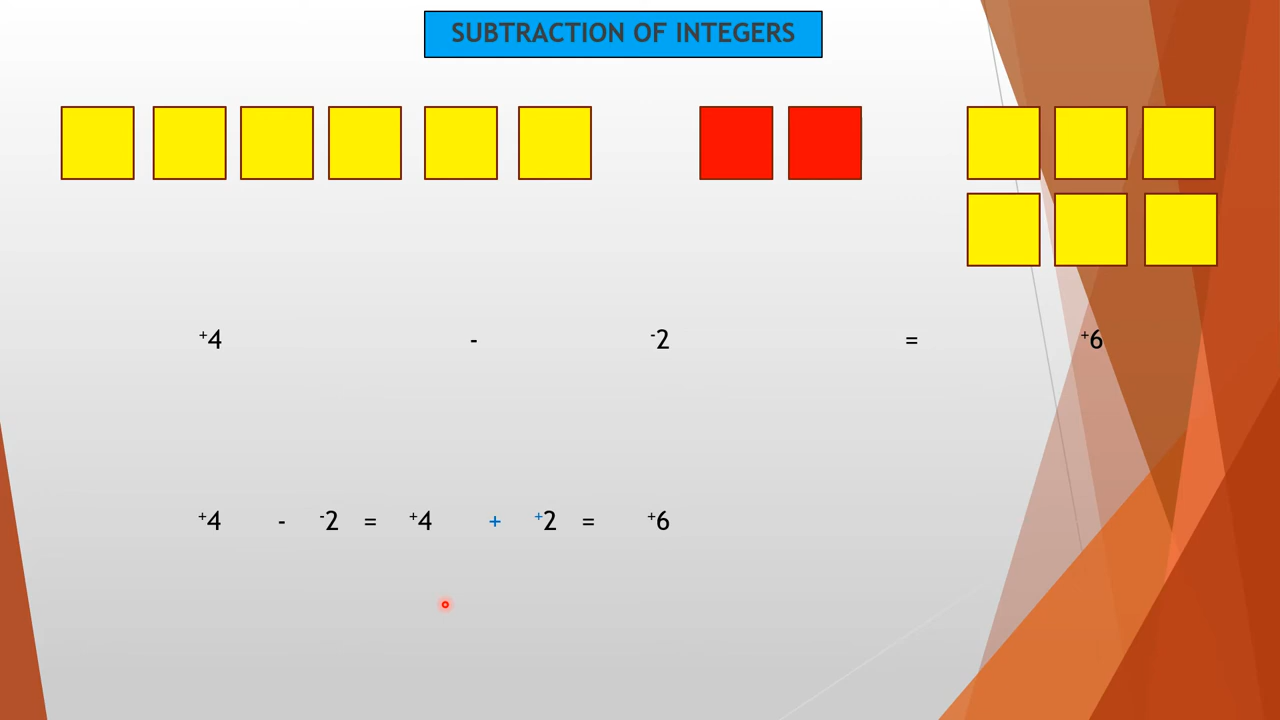 SUBTRACTION OF INTEGERS
⁺4 - ⁻2 = ⁺6
⁺4 - ⁻2 = ⁺4 + ⁺2 = ⁺6